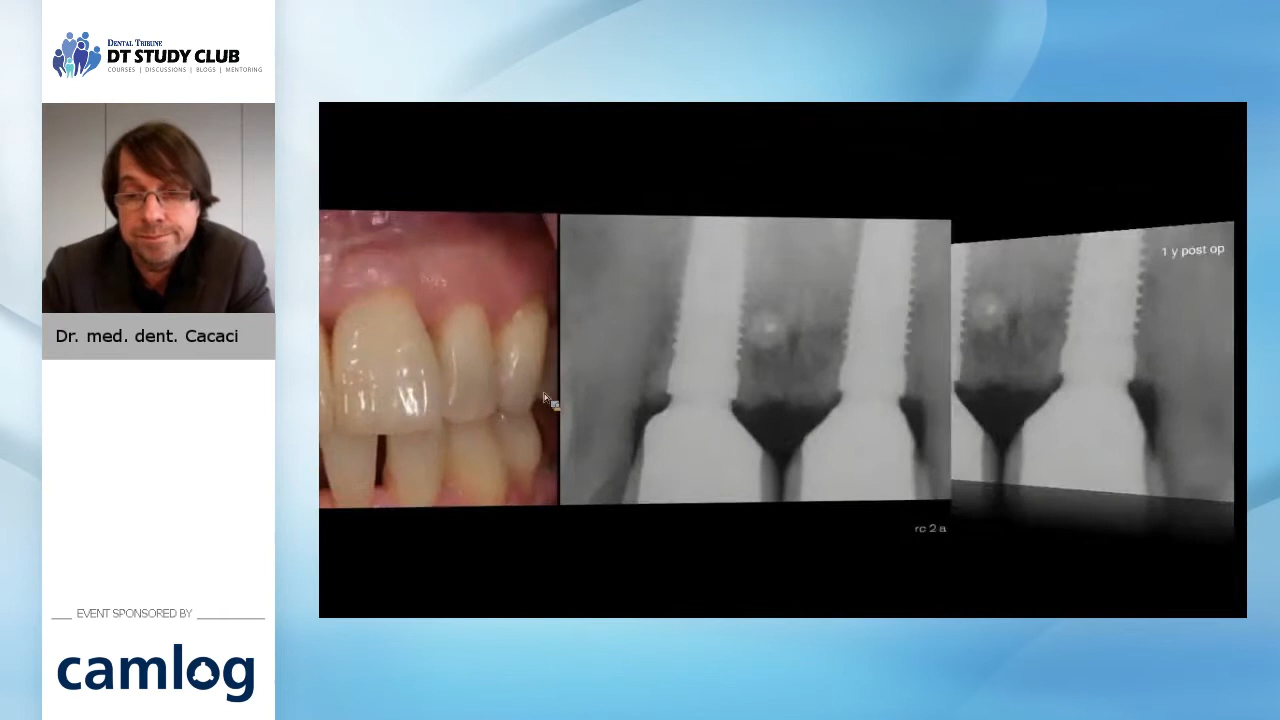 DENTAL TRIBUNE
DT STUDY CLUB
COURSES | DISCUSSIONS | BLOGS | MENTORING
Dr. med. dent. Cacaci
EVENT SPONSORED BY
camlog
1 y post op
rc 2 a